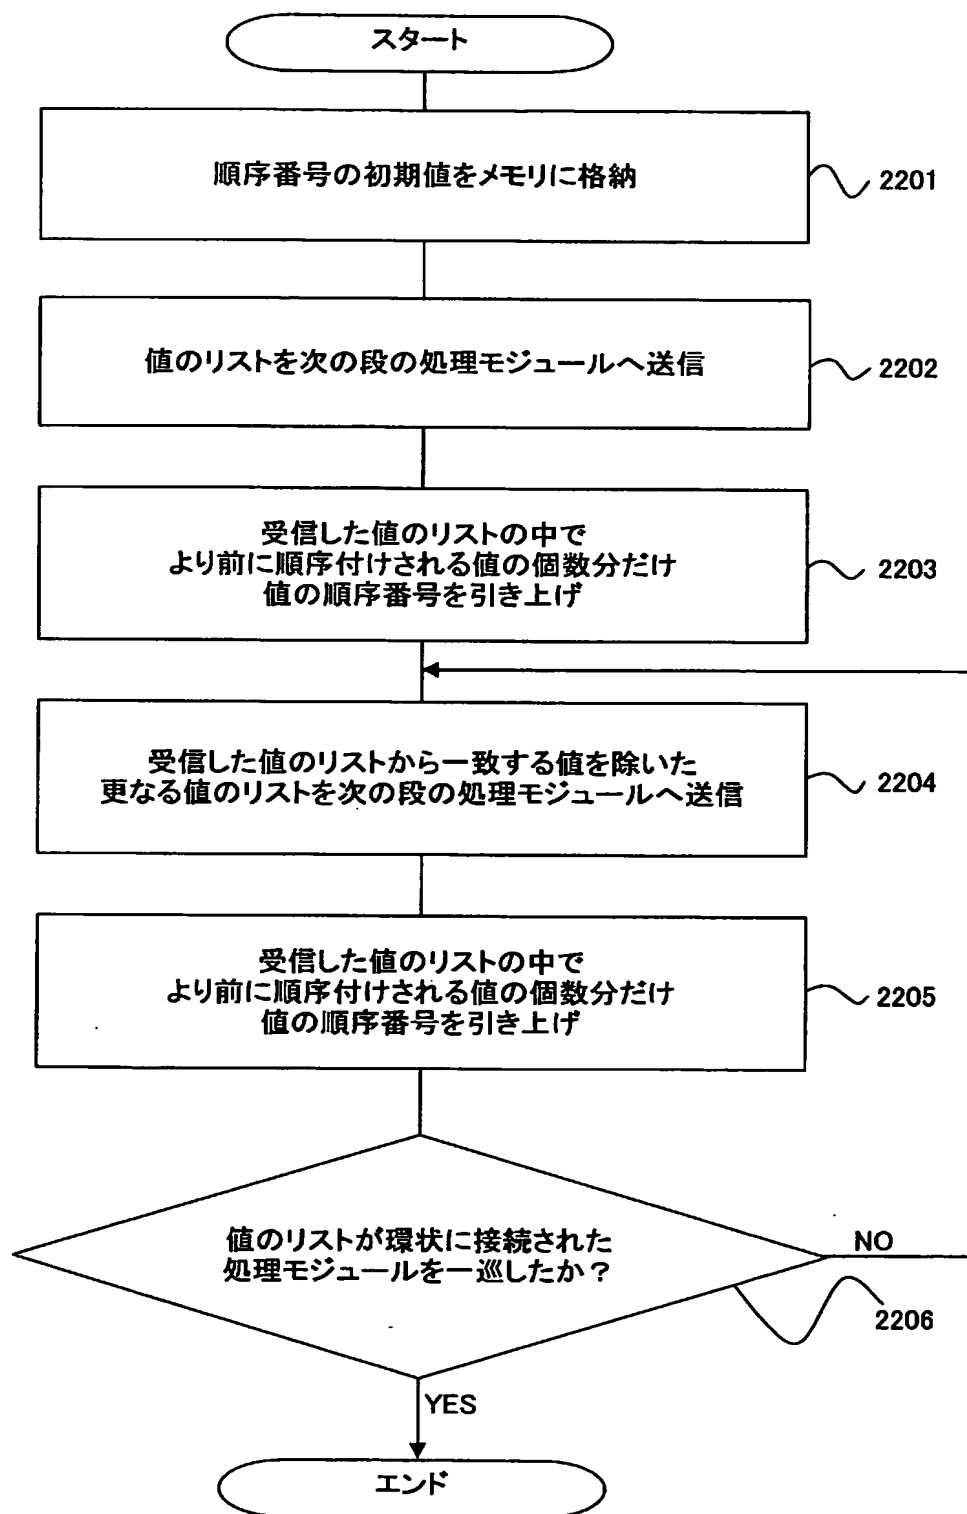 スタート
順序番号の初期値をメモリに格納
2201
値のリストを次の段の処理モジュールへ送信
2202
受信した値のリストの中で
より前に順序付けされる値の個数分だけ
値の順序番号を引き上げ
2203
受信した値のリストから一致する値を除いた
更なる値のリストを次の段の処理モジュールへ送信
2204
受信した値のリストの中で
より前に順序付けされる値の個数分だけ
値の順序番号を引き上げ
2205
値のリストが環状に接続された
処理モジュールを一巡したか?
NO
2206
YES
エンド